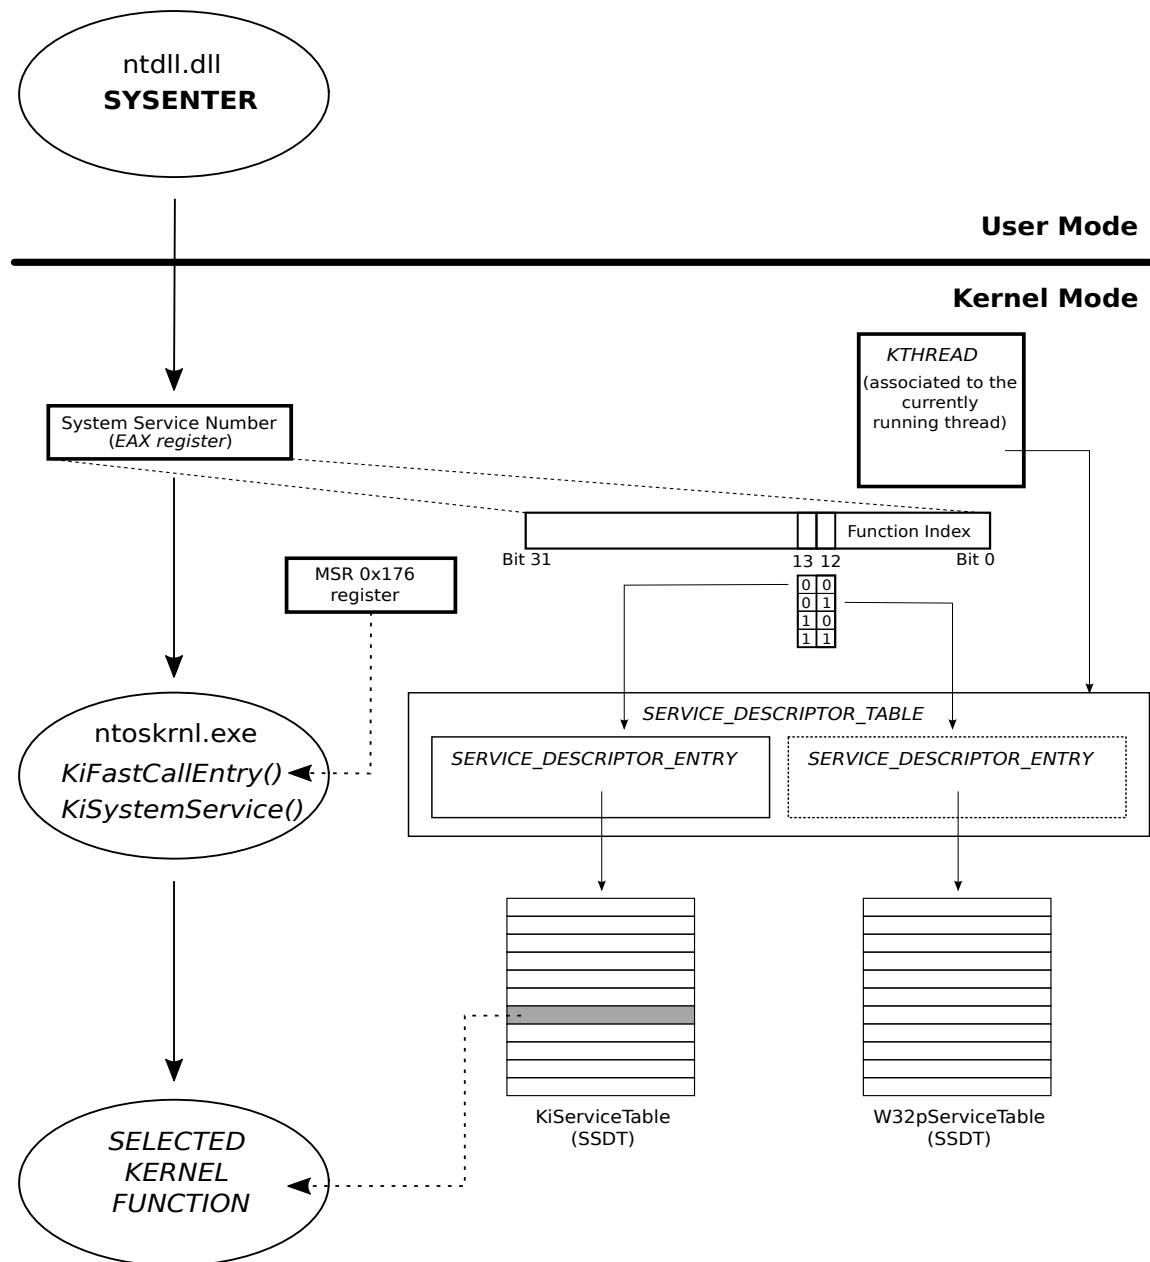 ntdll.dll
SYSENTER
User Mode
Kernel Mode
KTHREAD
(associated to the
currently
running thread)
System Service Number
(EAX register)
Function Index
Bit 31
13 12
Bit 0
MSR 0x176
register
0 0
0 1
1 0
1 1
SERVICE_DESCRIPTOR_TABLE
SERVICE_DESCRIPTOR_ENTRY
SERVICE_DESCRIPTOR_ENTRY
ntoskrnl.exe
KiFastCallEntry()
KiSystemService()
KiServiceTable
(SSDT)
W32pServiceTable
(SSDT)
SELECTED
KERNEL
FUNCTION